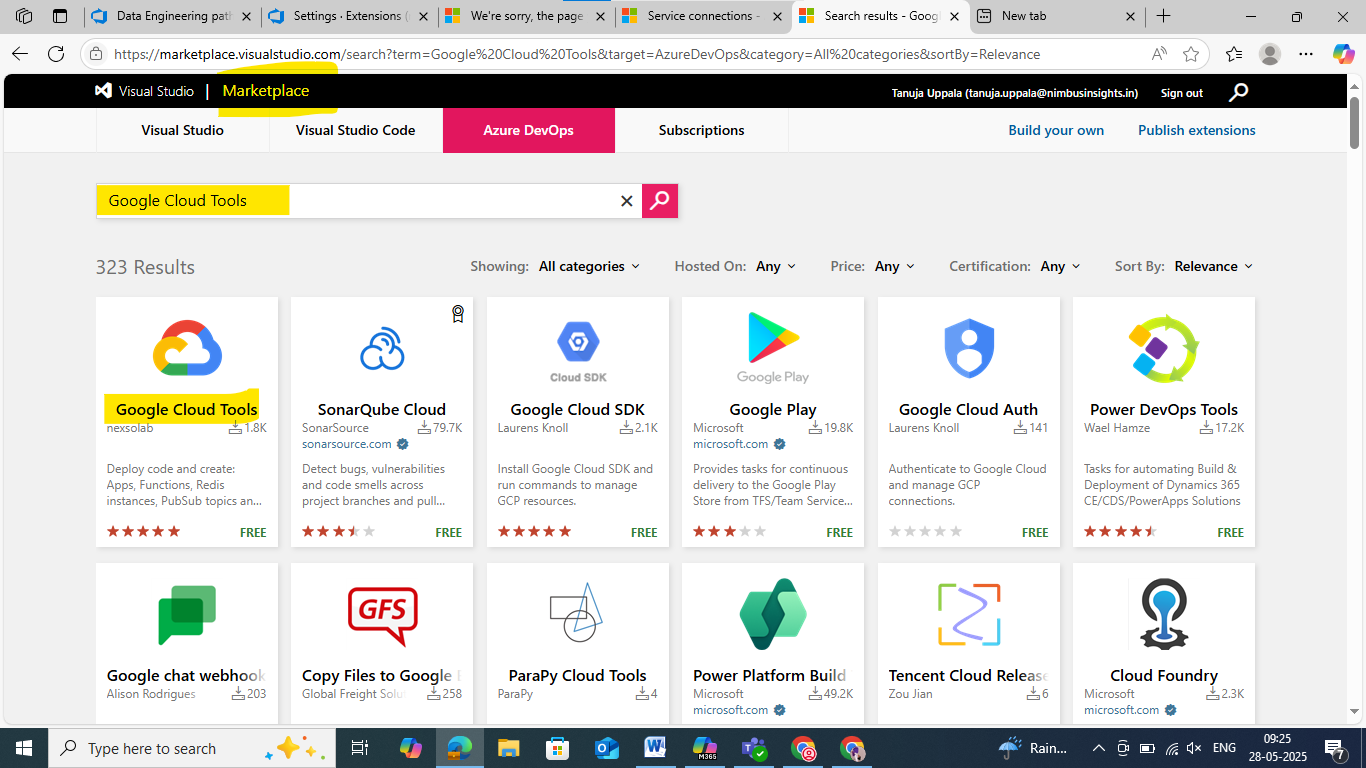 Data Engineering pat
Settings · Extensions (
We're sorry, the page
Service connections -
Search results - Goog
New tab
https://marketplace.visualstudio.com/search?term=Google%20Cloud%20Tools&target=AzureDevOps&category=All%20categories&sortBy=Relevance
Visual Studio | Marketplace
Tanuja Uppala (tanuja.uppala@nimbusinsights.in)
Sign out
Visual Studio
Visual Studio Code
Azure DevOps
Subscriptions
Build your own
Publish extensions
Google Cloud Tools
323 Results
Showing: All categories
Hosted On: Any
Price: Any
Certification: Any
Sort By: Relevance
Google Cloud Tools
nexsolab 1.8K
Deploy code and create:
Apps, Functions, Redis
instances, PubSub topics an...
FREE
SonarQube Cloud
SonarSource 79.7K
sonarsource.com
Detect bugs, vulnerabilities
and code smells across
project branches and pull...
FREE
Cloud SDK
Google Cloud SDK
Laurens Knoll 2.1K
Install Google Cloud SDK and
run commands to manage
GCP resources.
FREE
Google Play
Google Play
Microsoft 19.8K
microsoft.com
Provides tasks for continuous
delivery to the Google Play
Store from TFS/Team Service...
FREE
Google Cloud Auth
Laurens Knoll 141
Authenticate to Google Cloud
and manage GCP
connections.
FREE
Power DevOps Tools
Wael Hamze 17.2K
Tasks for automating Build &
Deployment of Dynamics 365
CE/CDS/PowerApps Solutions
FREE
Google chat webhook
Alison Rodrigues 203
GFS
Copy Files to Google
Global Freight Solu 258
ParaPy Cloud Tools
ParaPy 4
Power Platform Build
Microsoft 49.2K
microsoft.com
Tencent Cloud Release
Zou Jian 6
Cloud Foundry
Microsoft 2.3K
microsoft.com
Type here to search
M365
Rain...
ENG
09:25
28-05-2025
7